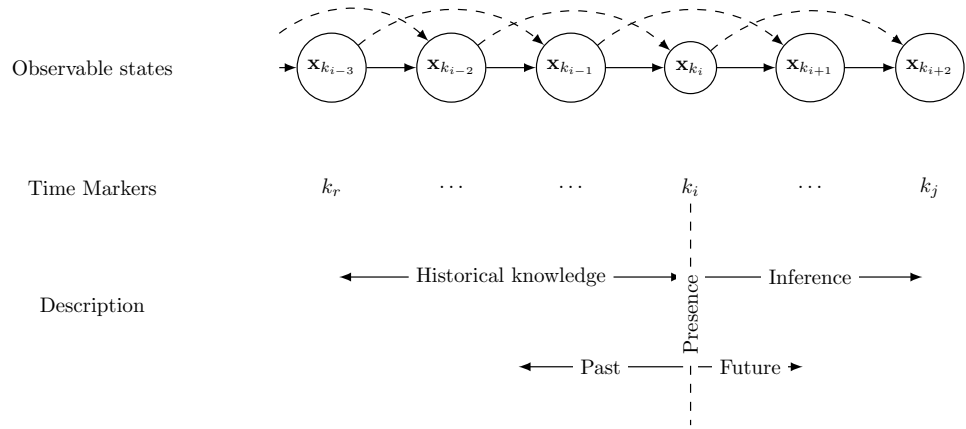 Observable states x_{k_{i-3}} x_{k_{i-2}} x_{k_{i-1}} x_{k_i} x_{k_{i+1}} x_{k_{i+2}}
Time Markers k_r ... ... k_i ... k_j
Historical knowledge Inference
Description
Presence
Past Future